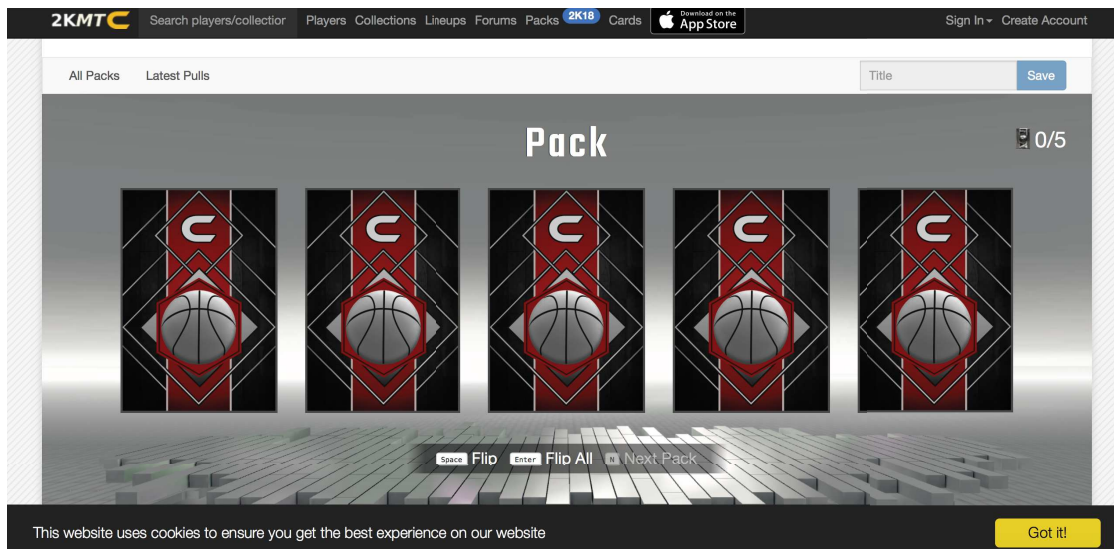 2KMTC Search players/collection Players Collections Lineups Forums Packs 2K18 Cards Download on the App Store Sign In Create Account
All Packs Latest Pulls Title Save
Pack
0/5
Space Flip Enter Flip All N Next Pack
This website uses cookies to ensure you get the best experience on our website Got it!